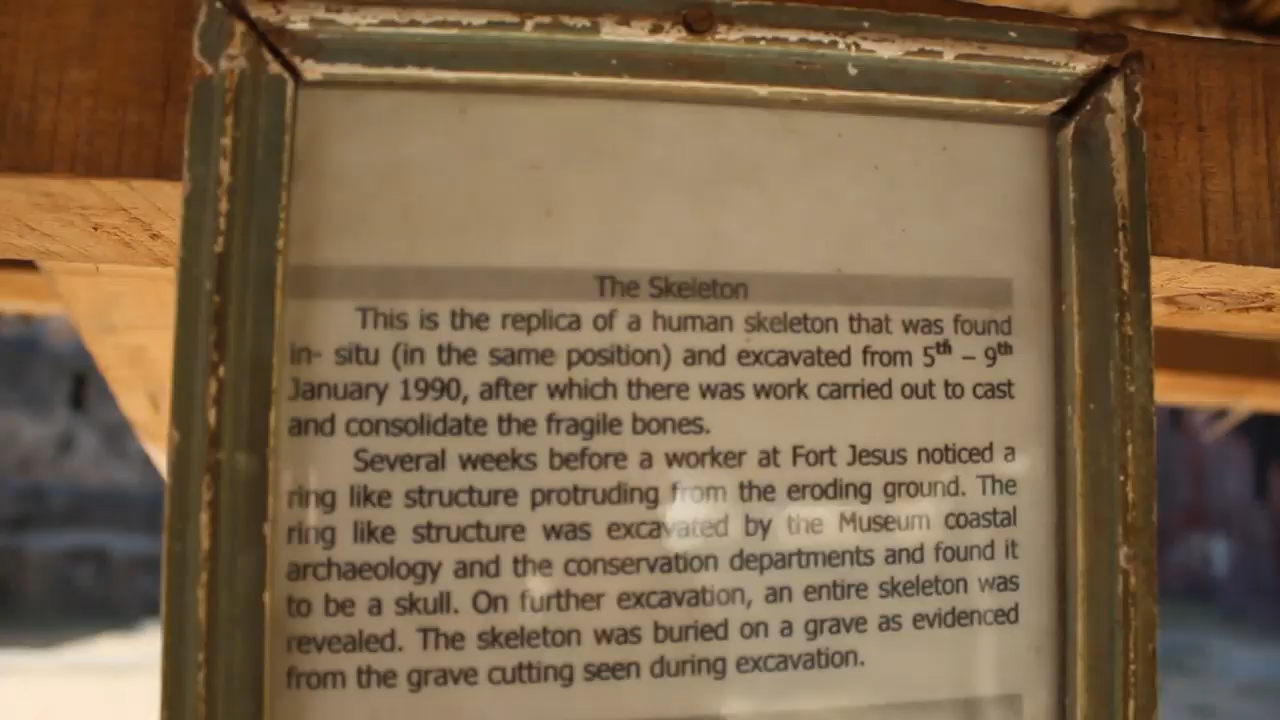 The Skeleton
This is the replica of a human skeleton that was found
in- situ (in the same position) and excavated from 5th – 9th
January 1990, after which there was work carried out to cast
and consolidate the fragile bones.
Several weeks before a worker at Fort Jesus noticed a
ring like structure protruding from the eroding ground. The
ring like structure was excavated by the Museum coastal
archaeology and the conservation departments and found it
to be a skull. On further excavation, an entire skeleton was
revealed. The skeleton was buried on a grave as evidenced
from the grave cutting seen during excavation.